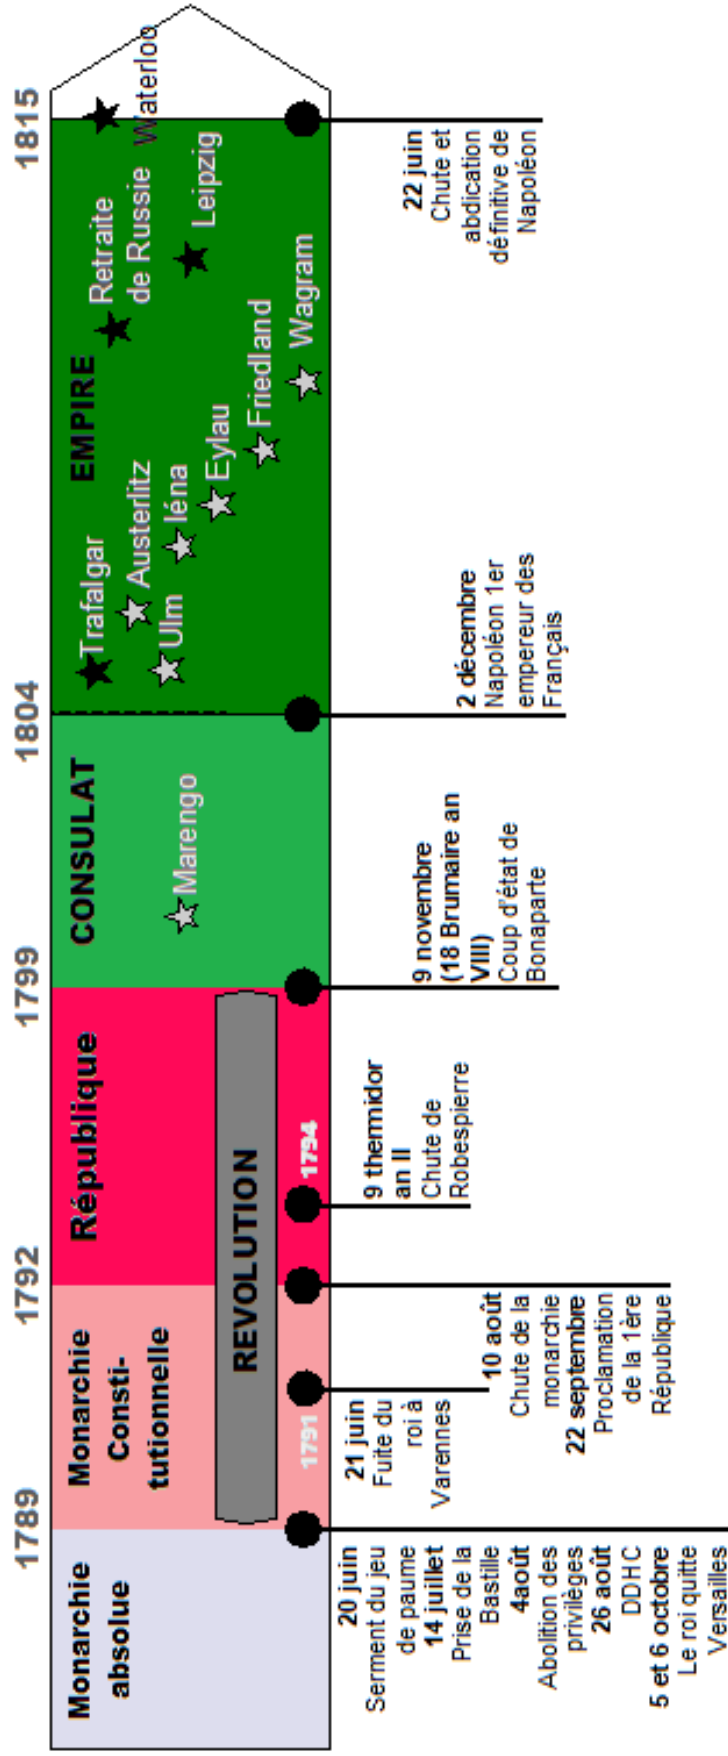 1789
1792
1799
1804
1815
Monarchie
absolue
Monarchie
Consti-
tutionnelle
République
CONSULAT
EMPIRE
REVOLUTION
1791
1794
Marengo
Trafalgar
Austerlitz
Ulm
Iéna
Eylau
Friedland
Wagram
Retraite
de Russie
Leipzig
Waterloo
20 juin
Serment du jeu
de paume
14 juillet
Prise de la
Bastille
4août
Abolition des
privilèges
26 août
DDHC
5 et 6 octobre
Le roi quitte
Versailles
21 juin
Fuite du
roi à
Varennes
10 août
Chute de la
monarchie
22 septembre
Proclamation
de la 1ère
République
9 thermidor
an II
Chute de
Robespierre
9 novembre
(18 Brumaire an
VIII)
Coup d'état de
Bonaparte
2 décembre
Napoléon 1er
empereur des
Français
22 juin
Chute et
abdication
définitive de
Napoléon